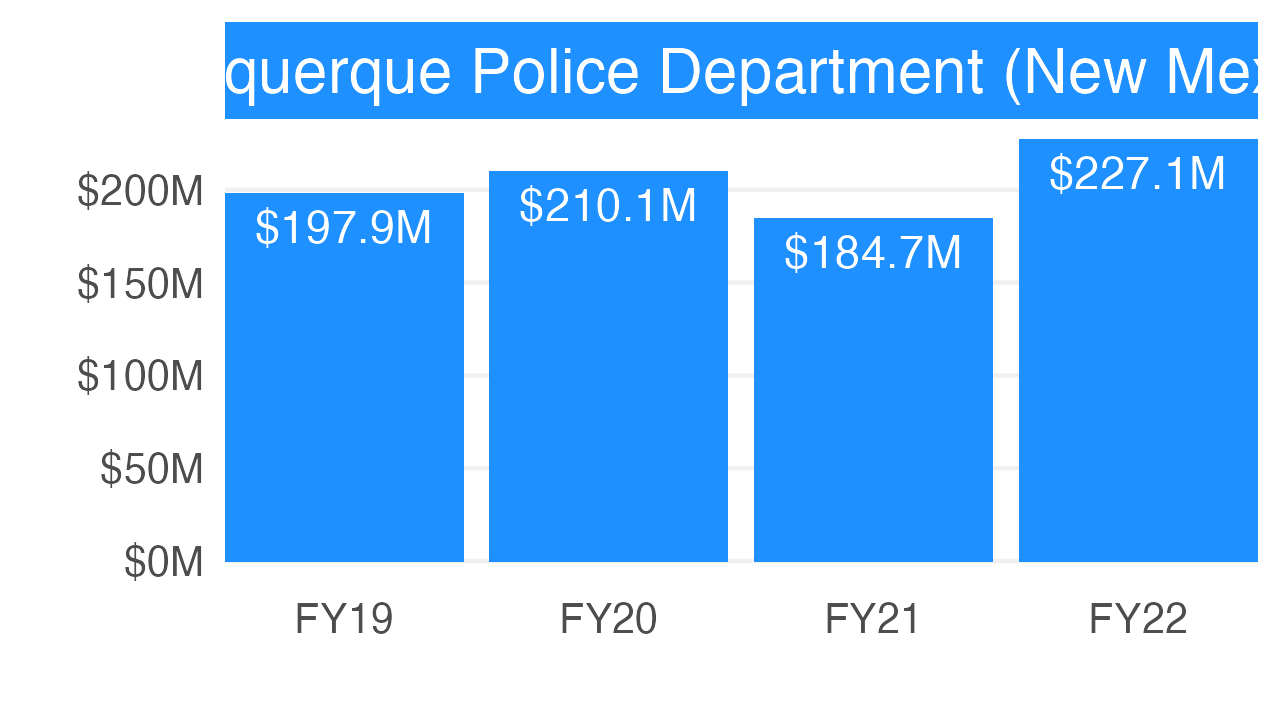 querque Police Department (New Mex
$200M
$150M
$100M
$50M
$0M
$197.9M
$210.1M
$184.7M
$227.1M
FY19 FY20 FY21 FY22